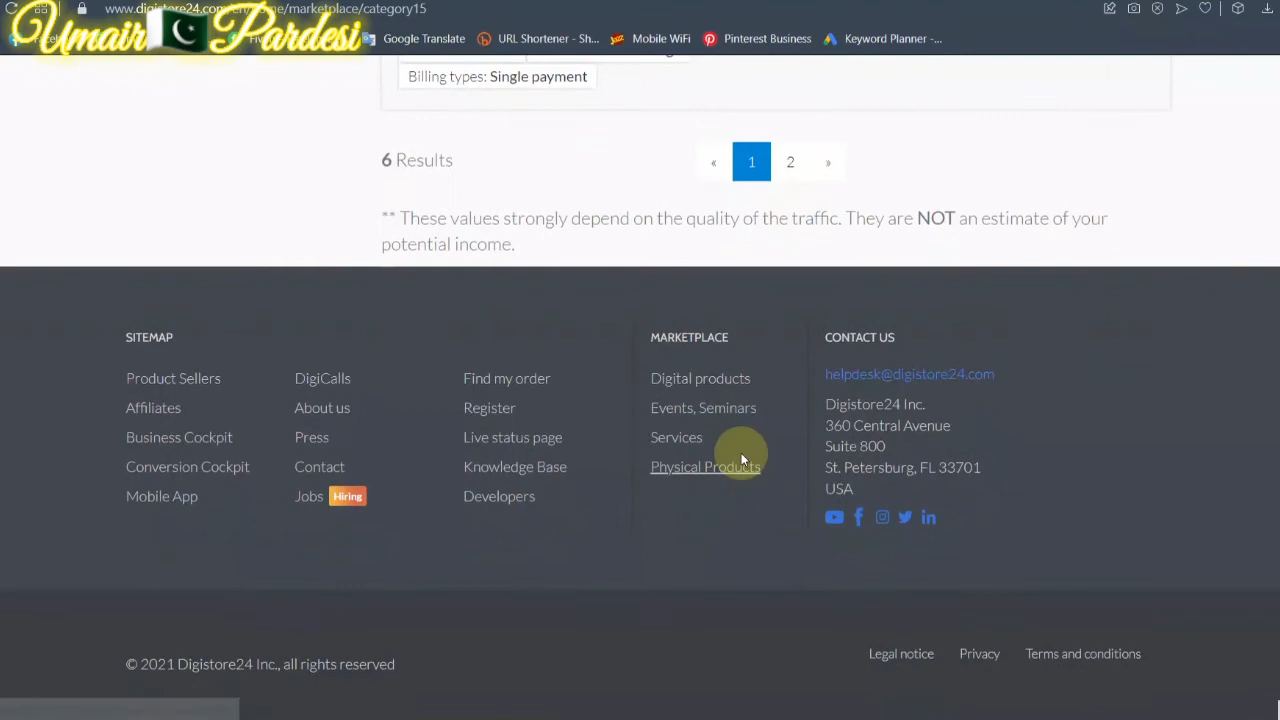 www.digistore24.com/en/home/marketplace/category15
Umair Pardesi
Google Translate
URL Shortener - Sh...
Mobile WiFi
Pinterest Business
Keyword Planner -...
Billing types: Single payment
6 Results
« 1 2 »
** These values strongly depend on the quality of the traffic. They are NOT an estimate of your
potential income.
SITEMAP
Product Sellers
Affiliates
Business Cockpit
Conversion Cockpit
Mobile App
DigiCalls
About us
Press
Contact
Jobs Hiring
Find my order
Register
Live status page
Knowledge Base
Developers
MARKETPLACE
Digital products
Events, Seminars
Services
Physical Products
CONTACT US
helpdesk@digistore24.com
Digistore24 Inc.
360 Central Avenue
Suite 800
St. Petersburg, FL 33701
USA
© 2021 Digistore24 Inc., all rights reserved
Legal notice
Privacy
Terms and conditions